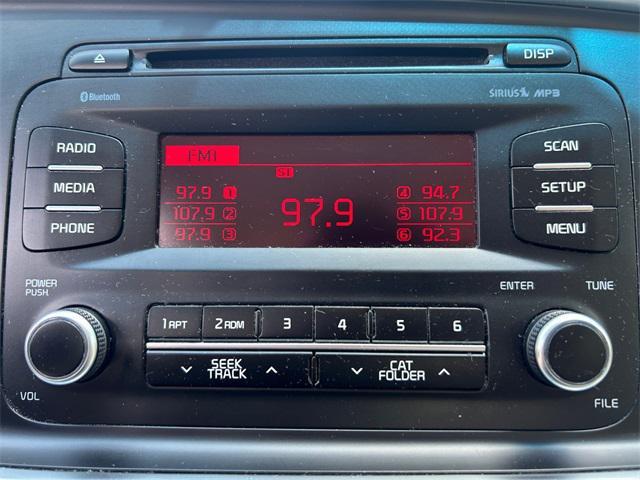 DISP
Bluetooth
SIRIUS MP3
RADIO
MEDIA
PHONE
FM1
ST
97.9 1
107.9 2
97.9 3
97.9
4 94.7
5 107.9
6 92.3
SCAN
SETUP
MENU
POWER
PUSH
VOL
ENTER
TUNE
FILE
1 RPT
2 RDM
3
4
5
6
SEEK
TRACK
CAT
FOLDER